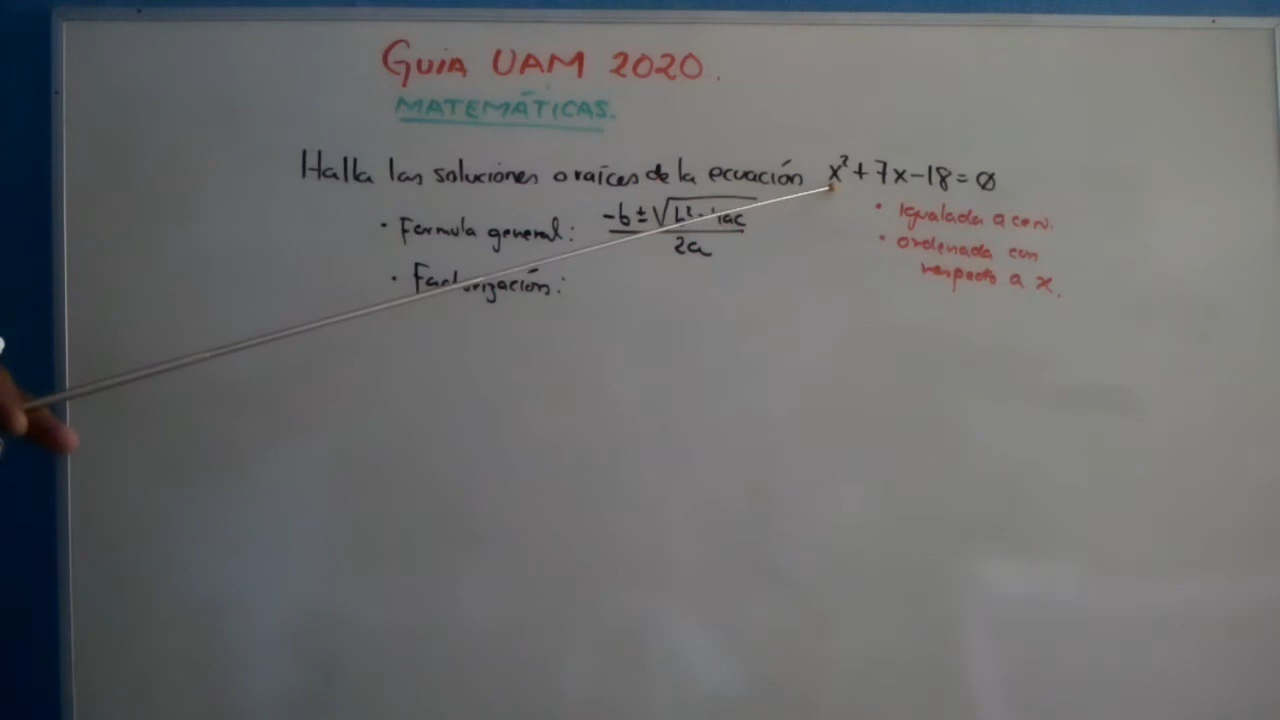 GUIA UAM 2020.
MATEMÁTICAS.
Halla las soluciones o raíces de la ecuación x²+7x-18=0
• Igualada a cero.
• Formula general: -b±√b²-4ac / 2a
• ordenada con
respecto a x.
• Factorización: